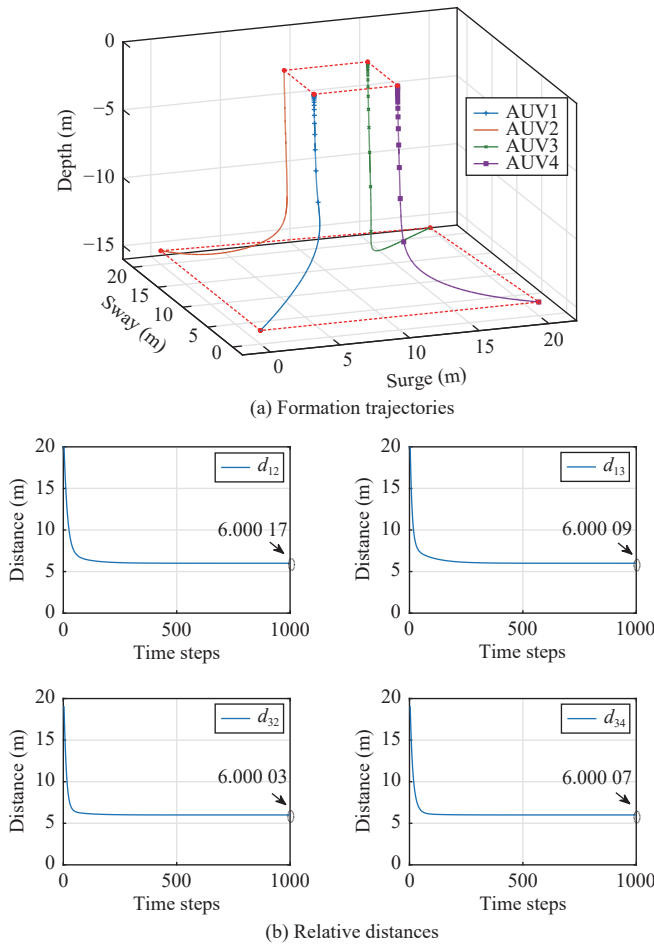 0
−5
−10
−15
Depth (m)
AUV1
AUV2
AUV3
AUV4
20
15
10
5
0
Sway (m)
0
5
10
15
20
Surge (m)
(a) Formation trajectories
20
15
10
5
0
Distance (m)
d12
6.000 17
0
500
1000
Time steps
20
15
10
5
0
Distance (m)
d13
6.000 09
0
500
1000
Time steps
20
15
10
5
0
Distance (m)
d32
6.000 03
0
500
1000
Time steps
20
15
10
5
0
Distance (m)
d34
6.000 07
0
500
1000
Time steps
(b) Relative distances